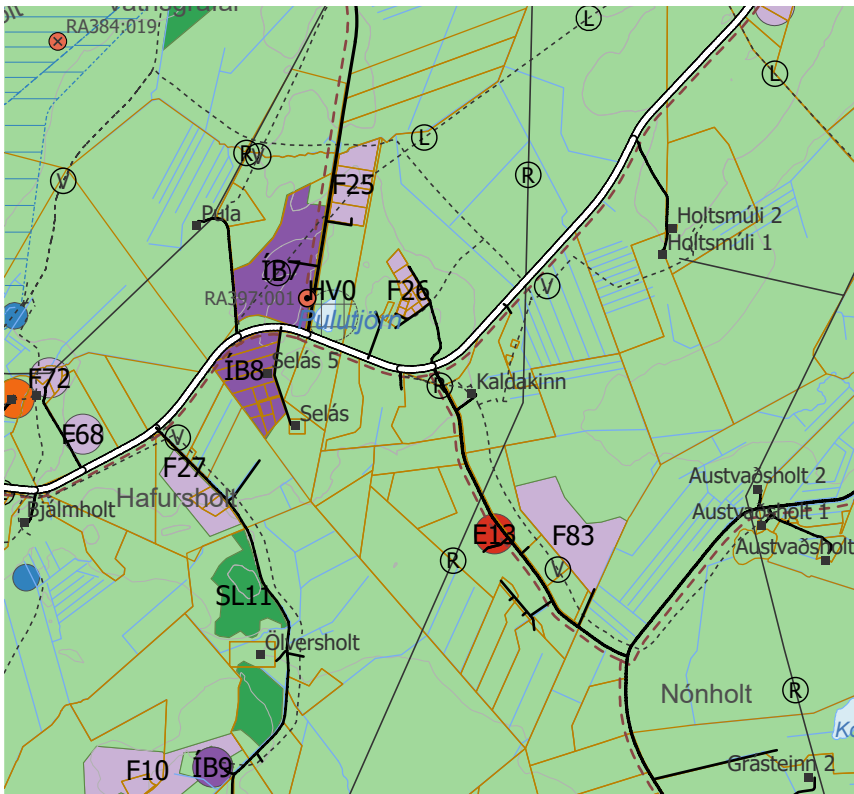 RA384:019
L
L
R
V
V
F25
R
Pula
Holtsmúli 2
Holtsmúli 1
ÍB7
HV0
F26
V
RA397:001
Pulutjörn
ÍB8
Selás 5
F72
R
Kaldakinn
E68
Selás
V
F27
Hafursholt
Bjálmholt
Austvaðsholt 2
Austvaðsholt 1
E13
F83
Austvaðsholt
R
V
SL11
Ölversholt
Nónholt
R
F10
ÍB9
Grasteinn 2